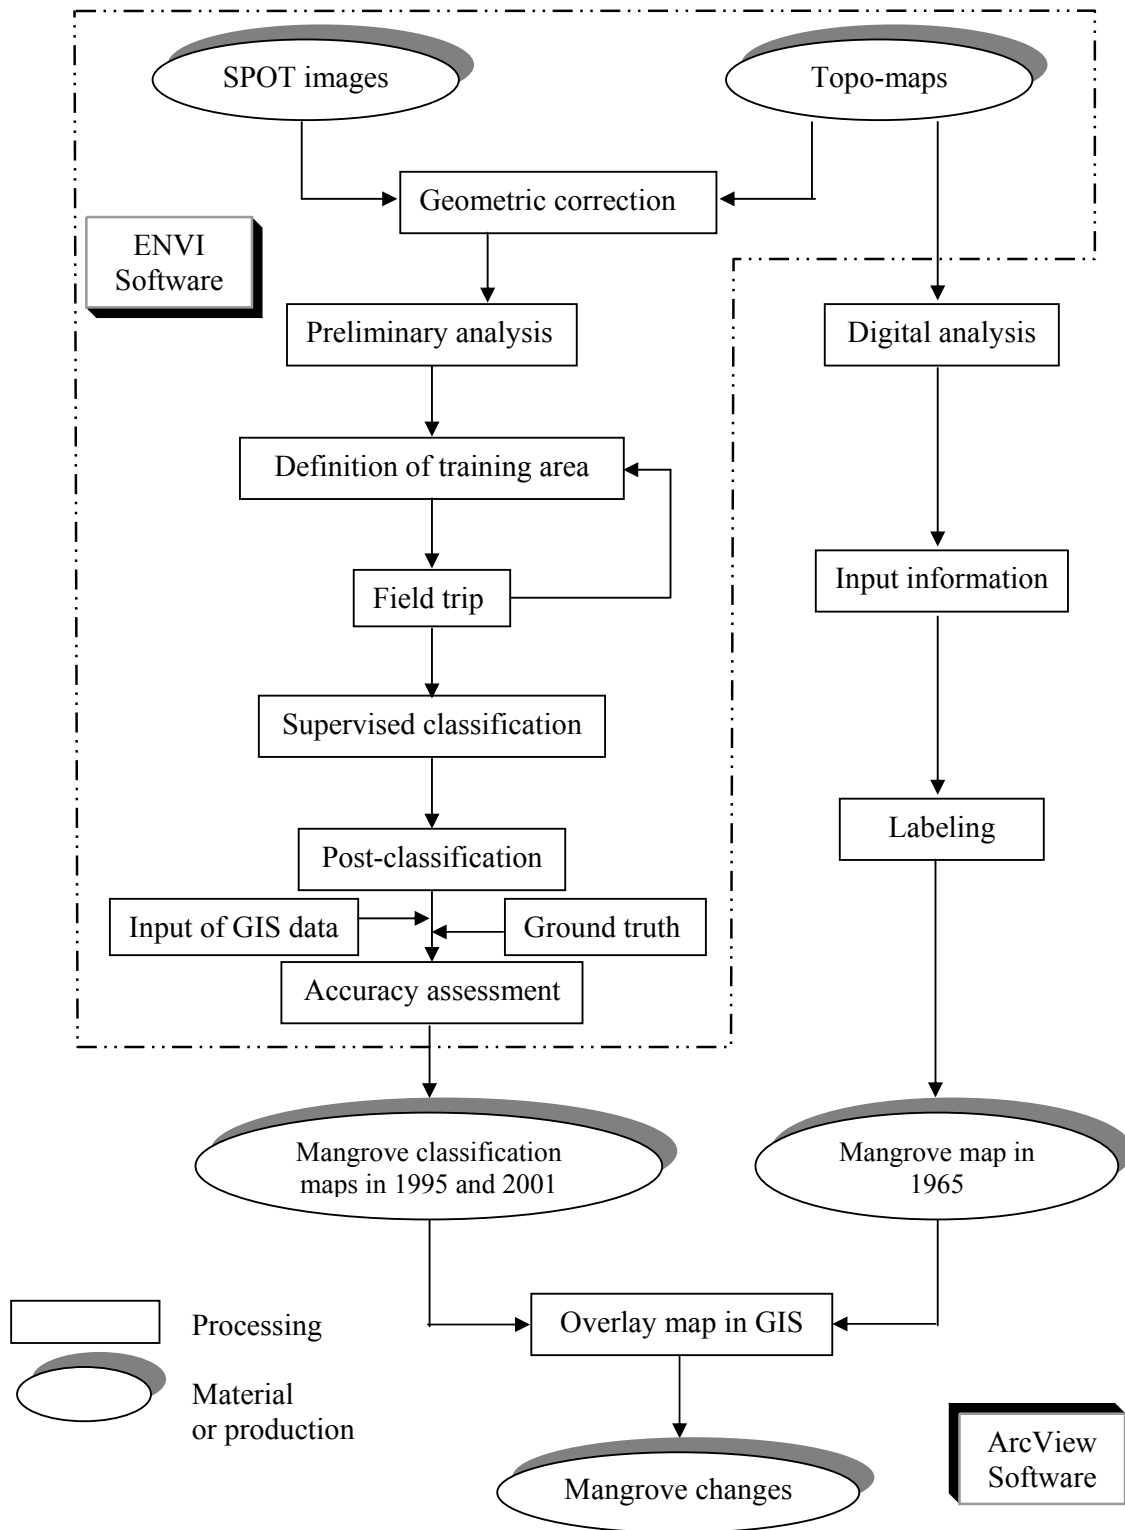 SPOT images
Topo-maps
Geometric correction
ENVI
Software
Preliminary analysis
Digital analysis
Definition of training area
Field trip
Input information
Supervised classification
Labeling
Post-classification
Input of GIS data
Ground truth
Accuracy assessment
Mangrove classification
maps in 1995 and 2001
Mangrove map in
1965
Overlay map in GIS
Processing
Material
or production
Mangrove changes
ArcView
Software